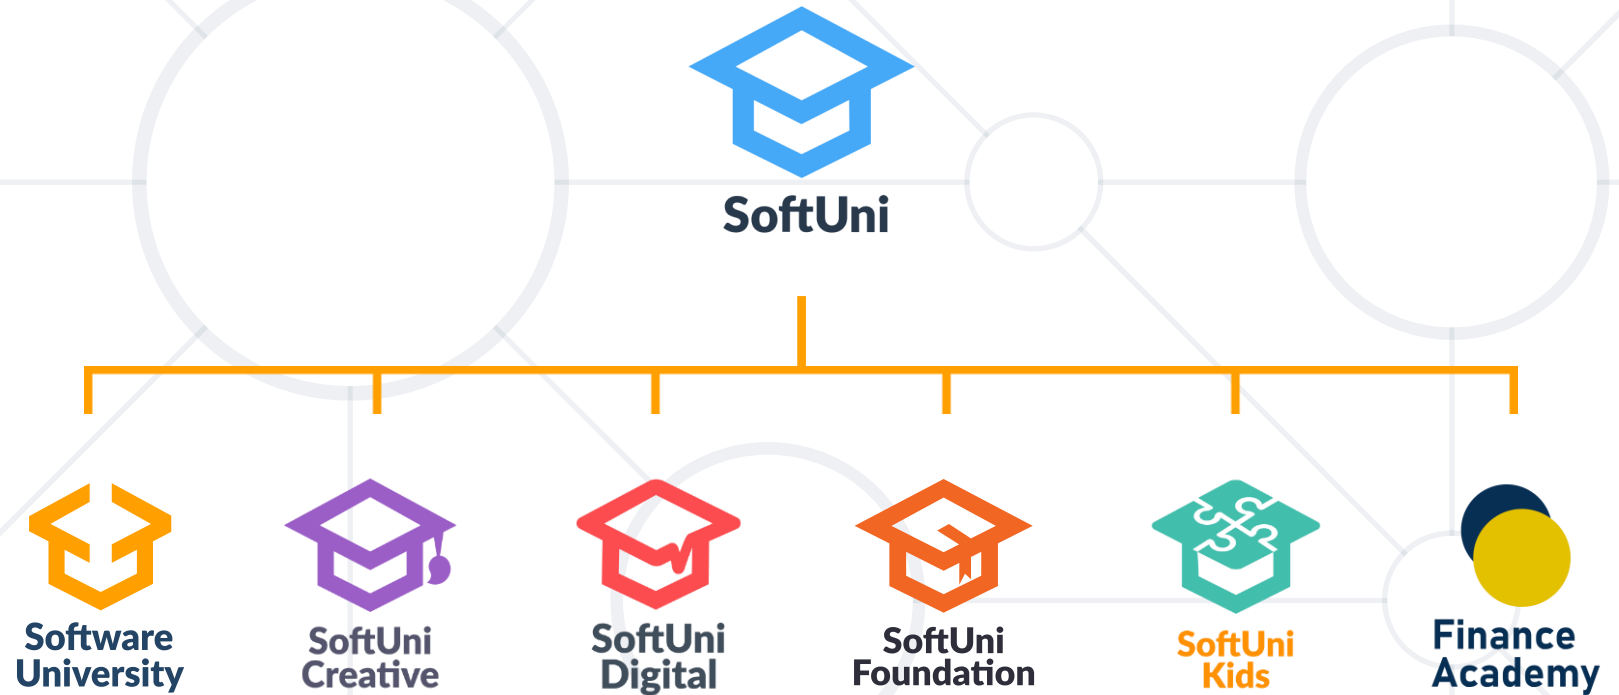 SoftUni
Software
University
SoftUni
Creative
SoftUni
Digital
SoftUni
Foundation
SoftUni
Kids
Finance
Academy